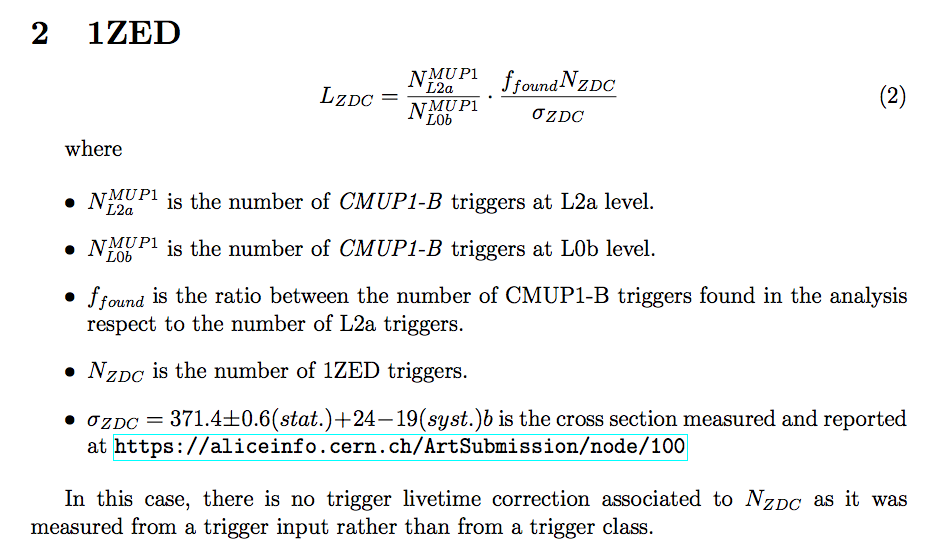 2 1ZED
L_{ZDC} = \frac{N_{L2a}^{MUP1}}{N_{L0b}^{MUP1}} \cdot \frac{f_{found} N_{ZDC}}{\sigma_{ZDC}} (2)
where
• N_{L2a}^{MUP1} is the number of CMUP1-B triggers at L2a level.
• N_{L0b}^{MUP1} is the number of CMUP1-B triggers at L0b level.
• f_{found} is the ratio between the number of CMUP1-B triggers found in the analysis
respect to the number of L2a triggers.
• N_{ZDC} is the number of 1ZED triggers.
• σ_{ZDC} = 371.4±0.6(stat.)+24−19(syst.)b is the cross section measured and reported
at https://aliceinfo.cern.ch/ArtSubmission/node/100
In this case, there is no trigger livetime correction associated to N_{ZDC} as it was
measured from a trigger input rather than from a trigger class.